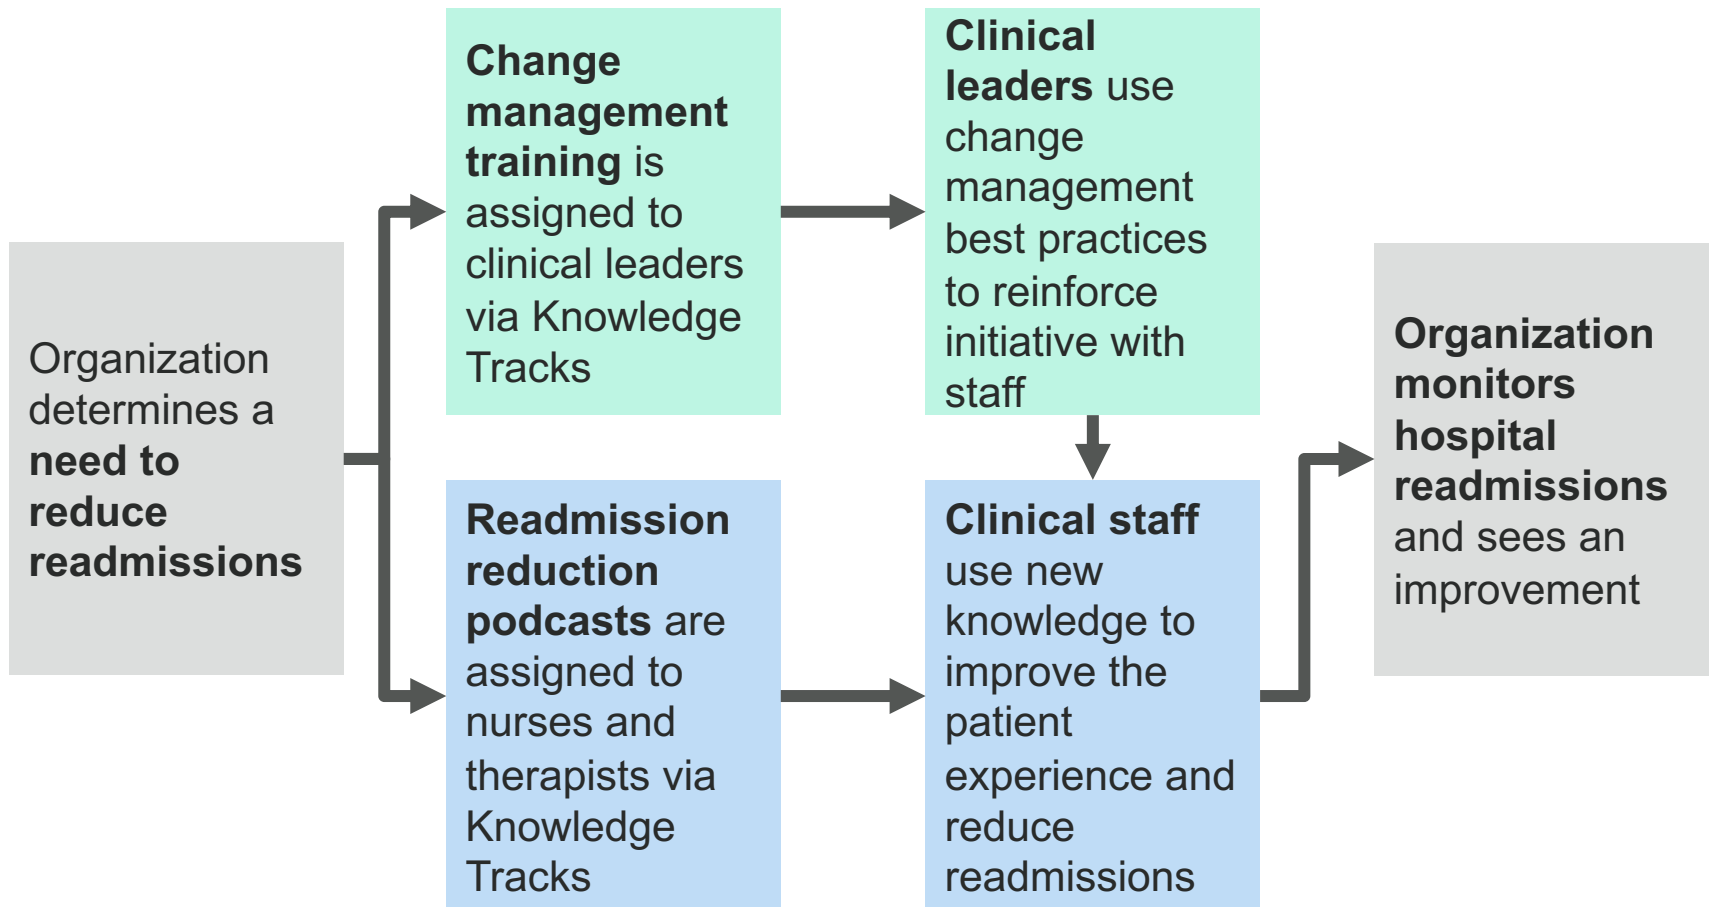 Organization
determines a
need to
reduce
readmissions
Change
management
training is
assigned to
clinical leaders
via Knowledge
Tracks
Clinical
leaders use
change
management
best practices
to reinforce
initiative with
staff
Readmission
reduction
podcasts are
assigned to
nurses and
therapists via
Knowledge
Tracks
Clinical staff
use new
knowledge to
improve the
patient
experience and
reduce
readmissions
Organization
monitors
hospital
readmissions
and sees an
improvement